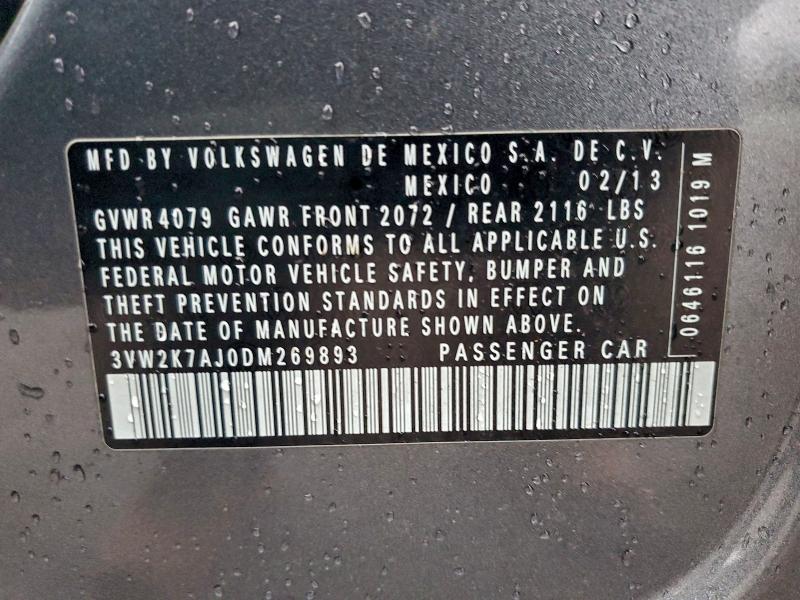 MFD BY VOLKSWAGEN DE MEXICO S.A. DE C.V.
MEXICO 02/13
GVWR 4079 GAWR FRONT 2072 / REAR 2116 LBS
THIS VEHICLE CONFORMS TO ALL APPLICABLE U.S.
FEDERAL MOTOR VEHICLE SAFETY, BUMPER AND
THEFT PREVENTION STANDARDS IN EFFECT ON
THE DATE OF MANUFACTURE SHOWN ABOVE.
3VW2K7AJ0DM269893 PASSENGER CAR
0646116 1019 M